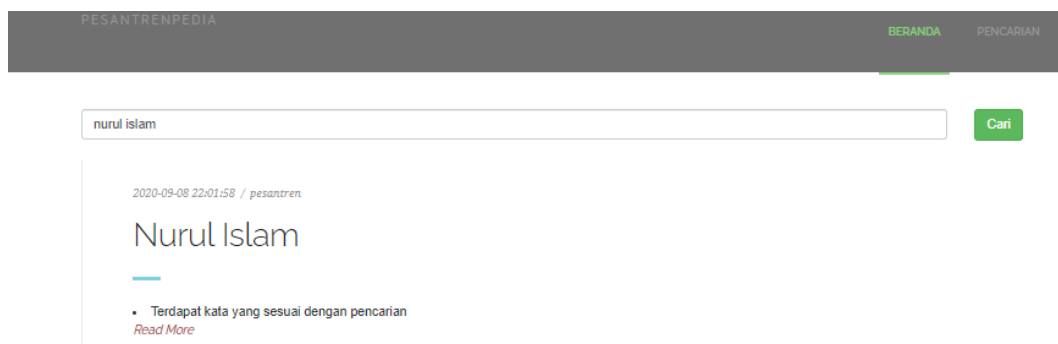 PESANTRENPEDIA
BERANDA PENCARIAN
nurul islam Cari
2020-09-08 22:01:58 / pesantren
Nurul Islam
• Terdapat kata yang sesuai dengan pencarian
Read More